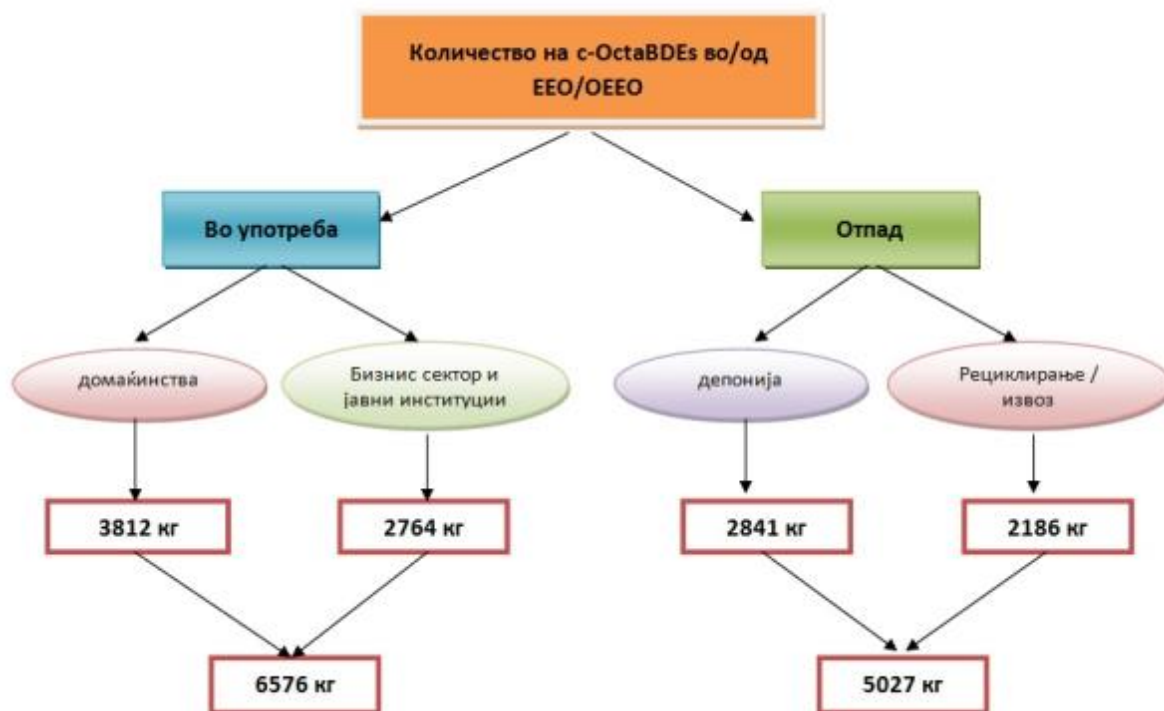 Количество на c-OctaBDEs во/од
ЕЕО/ОЕЕО
Во употреба
Отпад
домаќинства
Бизнис сектор и
јавни институции
депонија
Рециклирање /
извоз
3812 кг
2764 кг
2841 кг
2186 кг
6576 кг
5027 кг